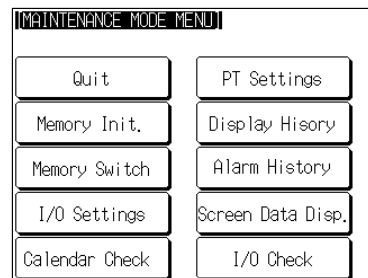 [MAINTENANCE MODE MENU]
Quit
PT Settings
Memory Init.
Display Hisory
Memory Switch
Alarm History
I/O Settings
Screen Data Disp.
Calendar Check
I/O Check